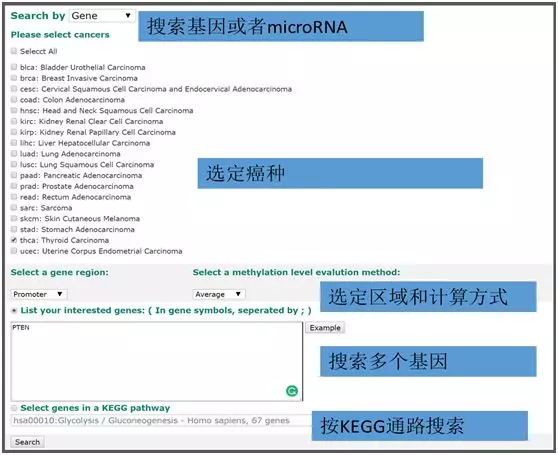 Search by Gene
搜索基因或者microRNA
Please select cancers
Selecct All
blca: Bladder Urothelial Carcinoma
brca: Breast Invasive Carcinoma
cesc: Cervical Squamous Cell Carcinoma and Endocervical Adenocarcinoma
coad: Colon Adenocarcinoma
hnsc: Head and Neck Squamous Cell Carcinoma
kirc: Kidney Renal Clear Cell Carcinoma
kirp: Kidney Renal Papillary Cell Carcinoma
lihc: Liver Hepatocellular Carcinoma
luad: Lung Adenocarcinoma
lusc: Lung Squamous Cell Carcinoma
选定癌种
paad: Pancreatic Adenocarcinoma
prad: Prostate Adenocarcinoma
read: Rectum Adenocarcinoma
sarc: Sarcoma
skcm: Skin Cutaneous Melanoma
stad: Stomach Adenocarcinoma
thca: Thyroid Carcinoma
ucec: Uterine Corpus Endometrial Carcinoma
Select a gene region: Select a methylation level evalution method:
Promoter Average
选定区域和计算方式
List your interested genes: ( In gene symbols, seperated by ; )
PTEN
Example
搜索多个基因
Select genes in a KEGG pathway
按KEGG通路搜索
hsa00010:Glycolysis / Gluconeogenesis - Homo sapiens, 67 genes
Search